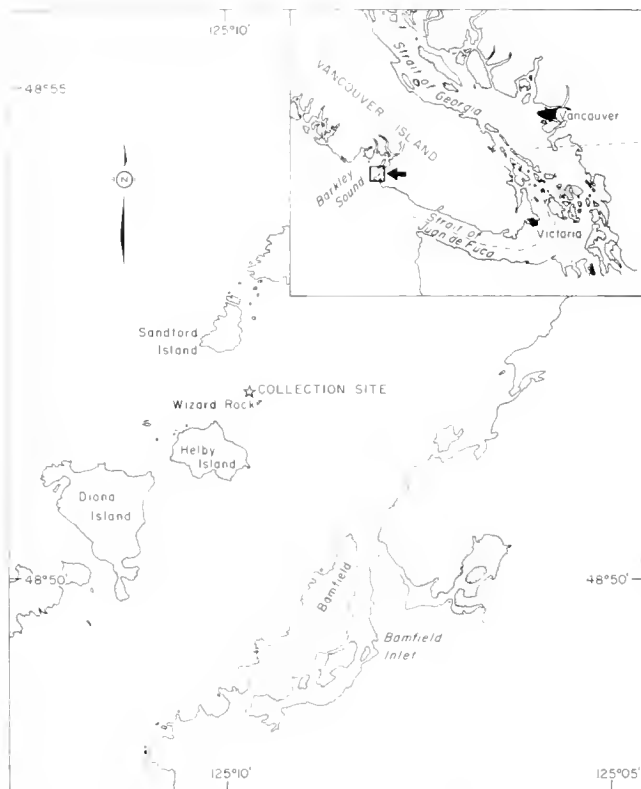 125°10'
48°55
N
Strait of Georgia
VANCOUVER ISLAND
Vancouver
Barkley
Sound
Victoria
Strait of
Juan de Fuca
Sandford
Island
☆ COLLECTION SITE
Wizard Rock
Helby
Island
Diana
Island
48°50'
48°50'
Bamfield
Bamfield
Inlet
125°10'
125°05'